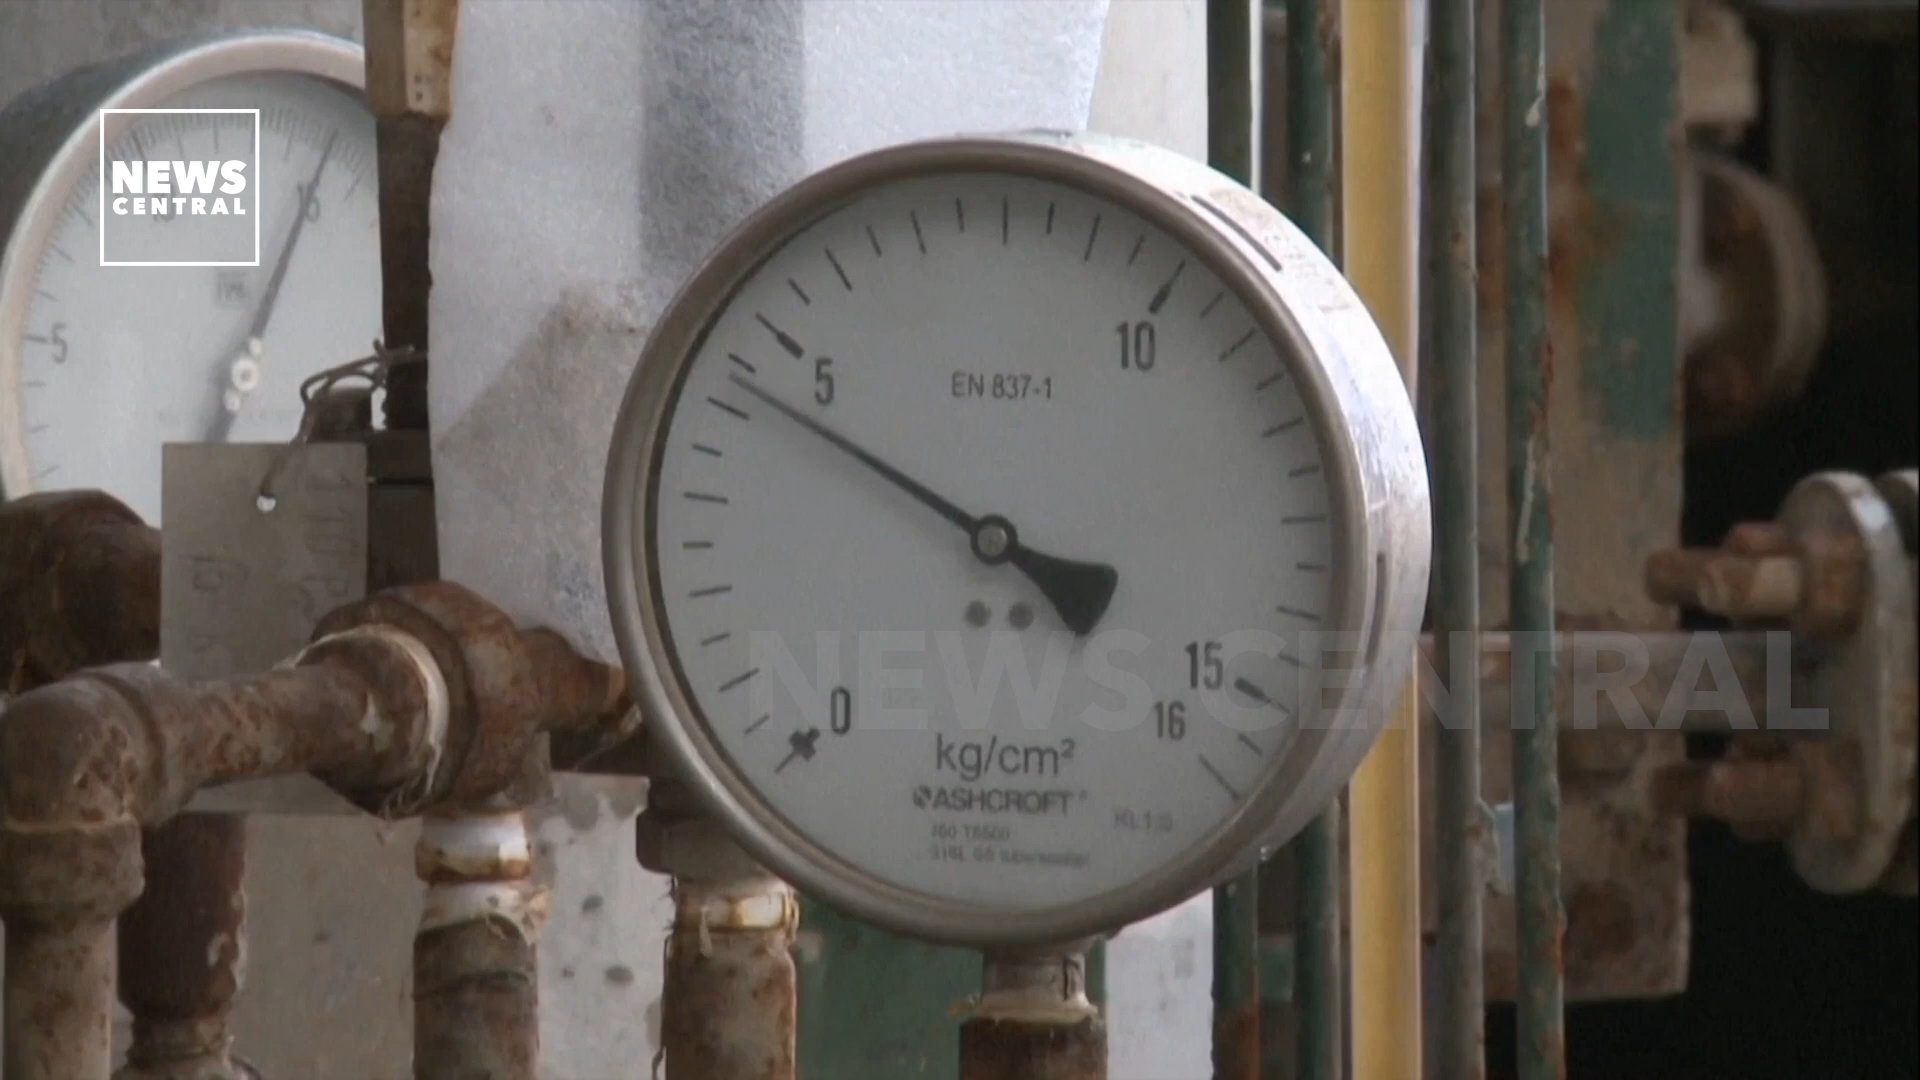 NEWS
CENTRAL
5
5
10
EN 837-1
15
0
16
kg/cm²
ASHCROFT
NEWS CENTRAL